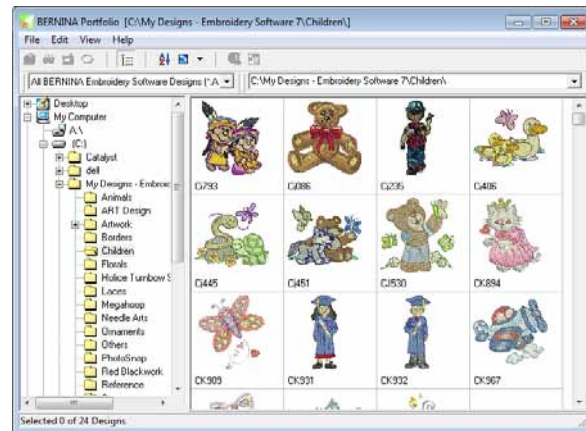 BERNINA Portfolio [C:\My Designs - Embroidery Software 7\Children\]
File Edit View Help
All BERNINA Embroidery Software Designs (*.A
C:\My Designs - Embroidery Software 7\Children\
Desktop
My Computer
A:\
(C:)
Catalyst
dell
My Designs - Embroic
Animals
ART Design
Artwork
Borders
Children
Florals
Holice Turnbow S
Laces
Megahoop
Needle Arts
Ornaments
Others
PhotoSnap
Red Blackwork
Reference
Cj793 Cj086 Cj235 Cj406
Cj445 Cj451 CJ530 CK894
CK909 CK931 CK932 CK967
Selected 0 of 24 Designs